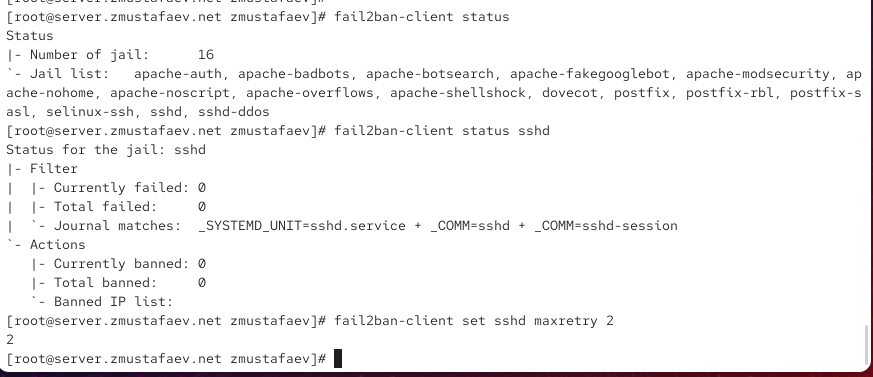 [root@server.zmustafaev.net zmustafaev]# fail2ban-client status
Status
|- Number of jail:      16
`- Jail list:   apache-auth, apache-badbots, apache-botsearch, apache-fakegooglebot, apache-modsecurity, ap
ache-nohome, apache-noscript, apache-overflows, apache-shellshock, dovecot, postfix, postfix-rbl, postfix-s
asl, selinux-ssh, sshd, sshd-ddos
[root@server.zmustafaev.net zmustafaev]# fail2ban-client status sshd
Status for the jail: sshd
|- Filter
|  |- Currently failed: 0
|  |- Total failed:     0
|  `- Journal matches:  _SYSTEMD_UNIT=sshd.service + _COMM=sshd + _COMM=sshd-session
`- Actions
   |- Currently banned: 0
   |- Total banned:     0
   `- Banned IP list:
[root@server.zmustafaev.net zmustafaev]# fail2ban-client set sshd maxretry 2
2
[root@server.zmustafaev.net zmustafaev]#